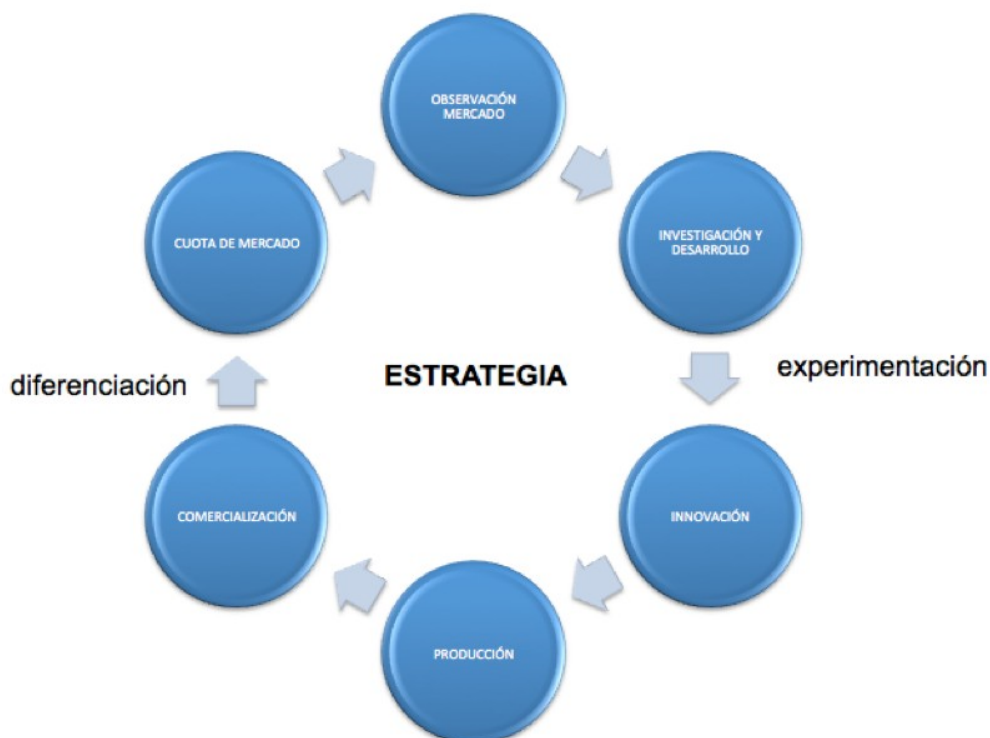 OBSERVACIÓN
MERCADO
INVESTIGACIÓN Y
DESARROLLO
experimentación
INNOVACIÓN
PRODUCCIÓN
COMERCIALIZACIÓN
diferenciación
CUOTA DE MERCADO
ESTRATEGIA